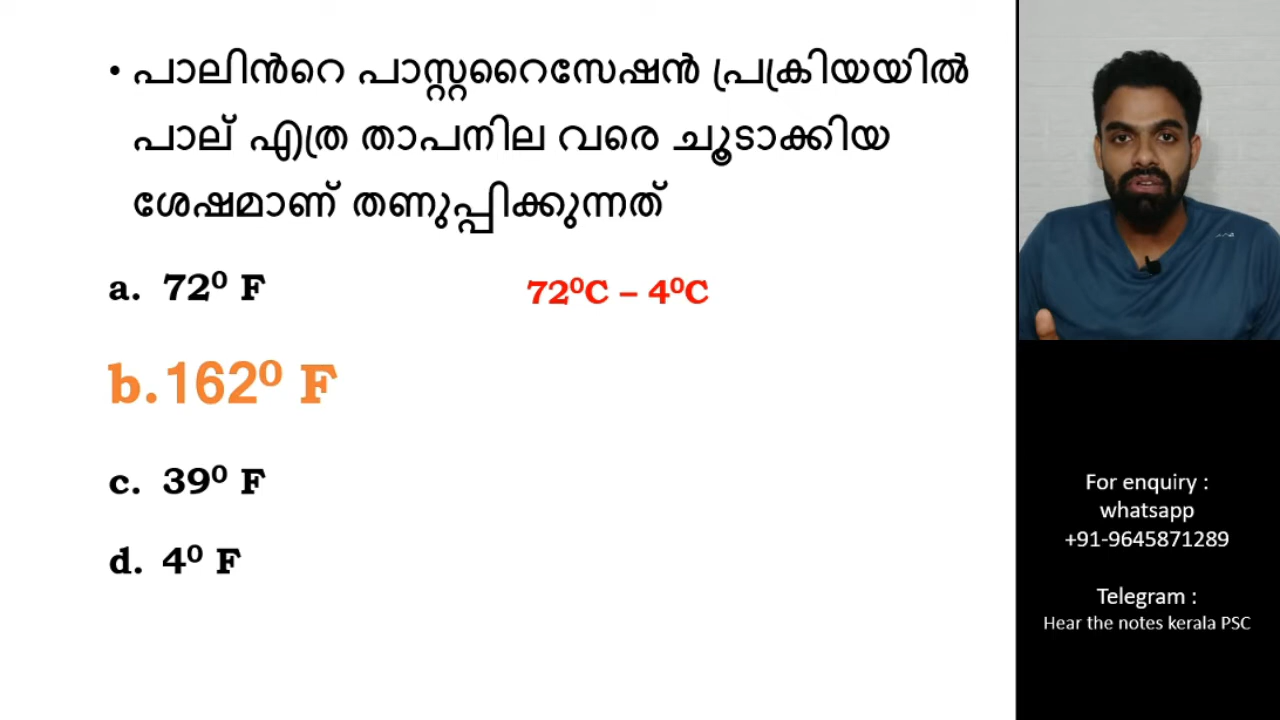 • പാലിൻറെ പാസ്റ്ററൈസേഷൻ പ്രക്രിയയിൽ
പാല് എത്ര താപനില വരെ ചൂടാക്കിയ
ശേഷമാണ് തണുപ്പിക്കുന്നത്
a. 72⁰ F
72⁰C – 4⁰C
b.162⁰ F
c. 39⁰ F
d. 4⁰ F
For enquiry :
whatsapp
+91-9645871289
Telegram :
Hear the notes kerala PSC